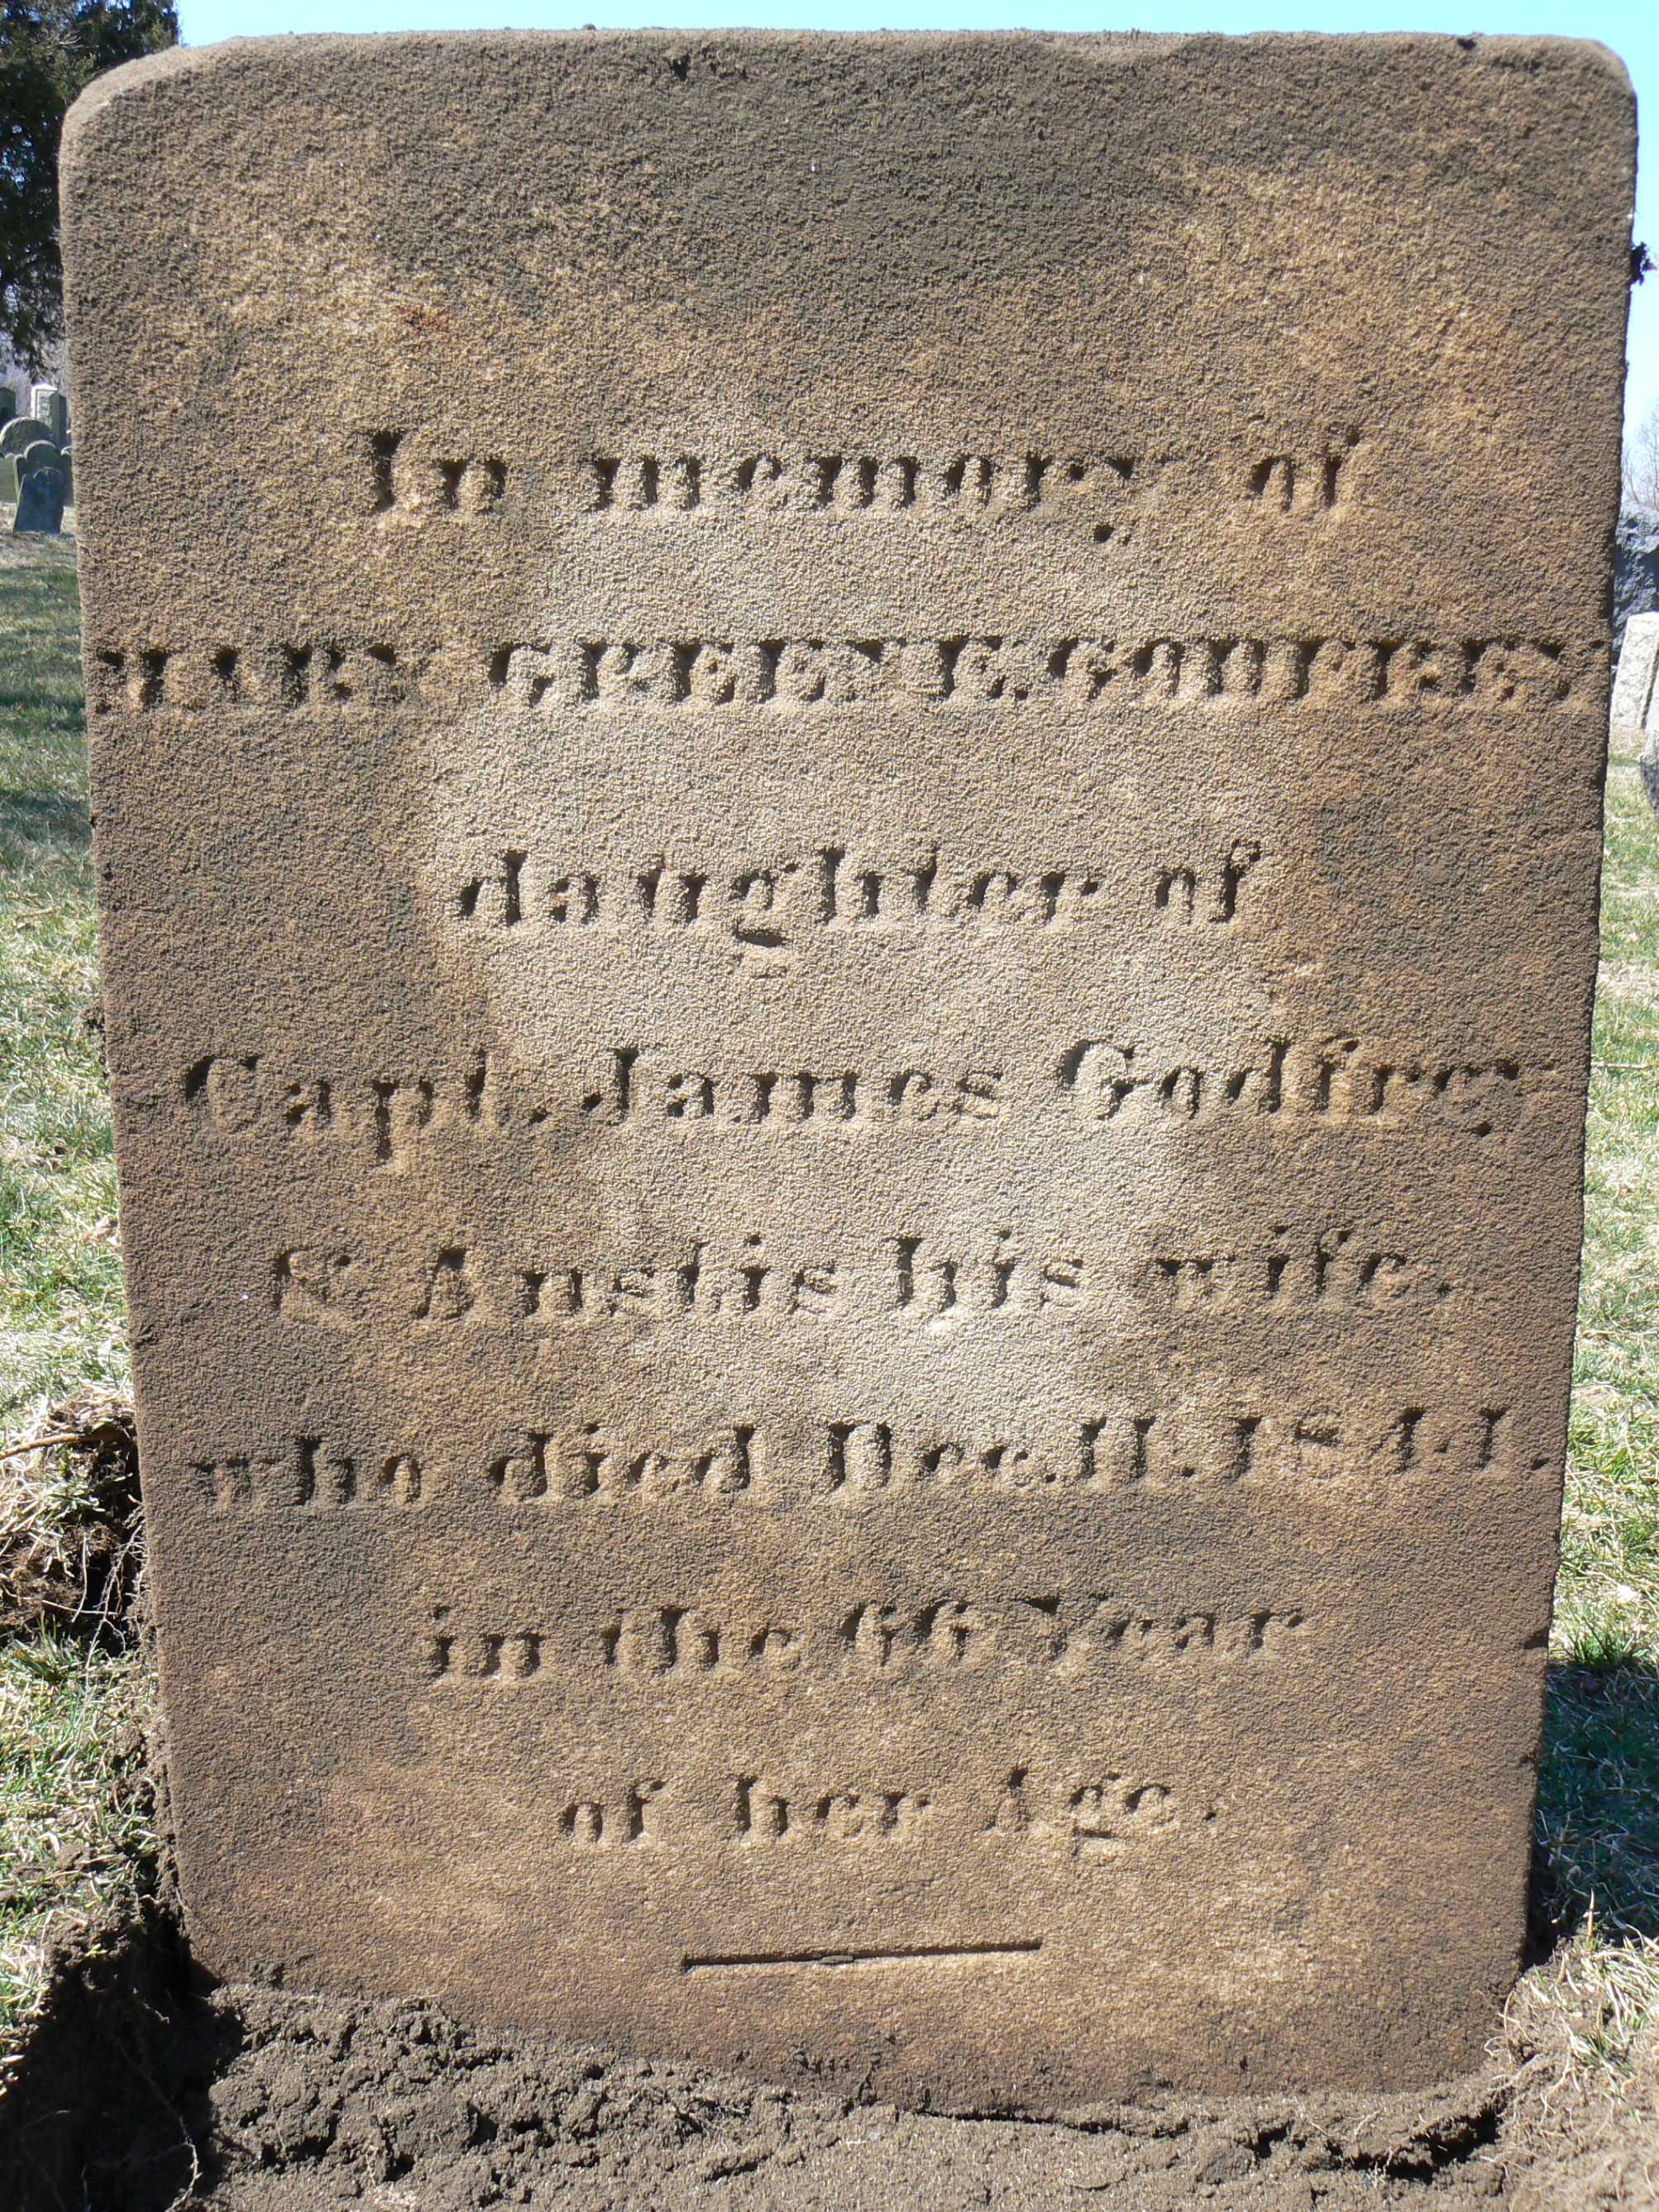 In memory of
MARY GREENE GODFREY
daughter of
Capt. James Godfrey
& Anstis his wife.
who died Dec. 11. 1841.
in the 66 Year
of her Age.